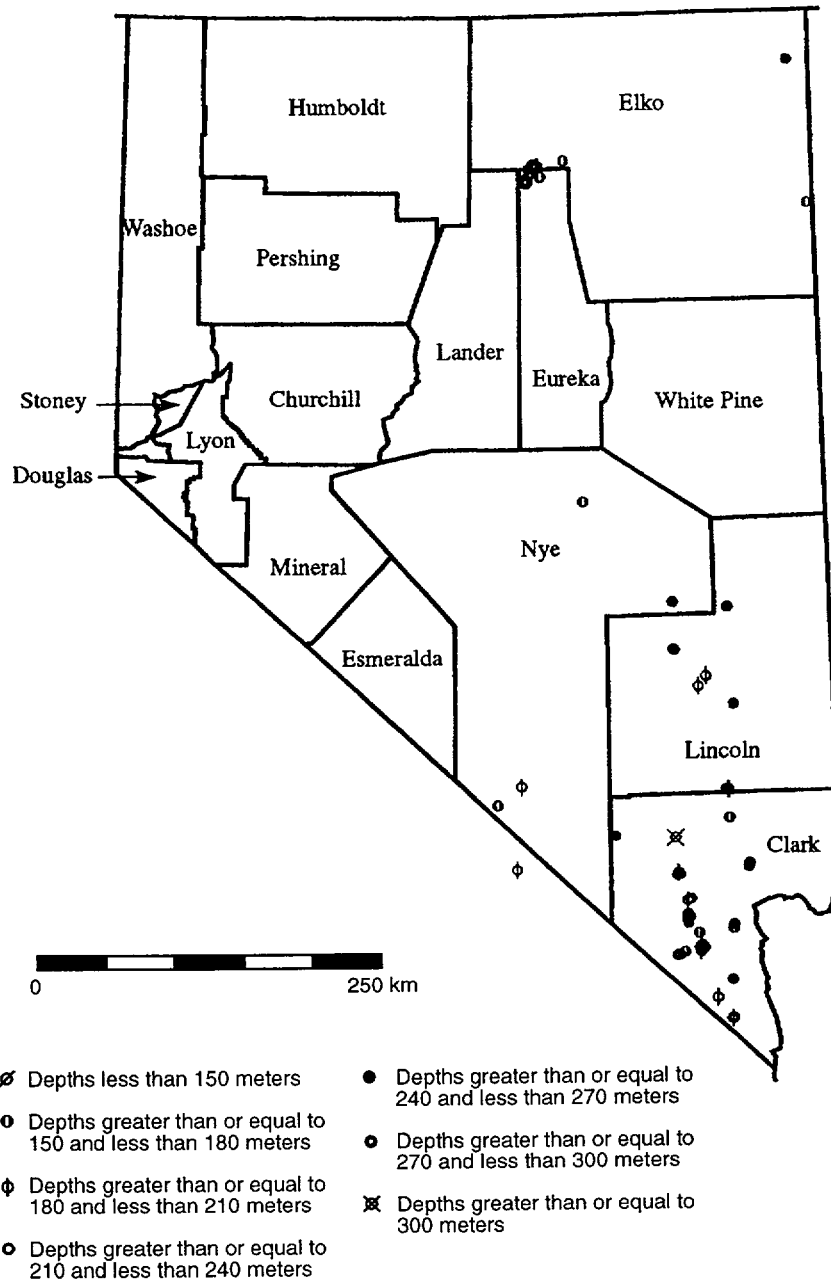 Humboldt
Elko
Washoe
Pershing
Lander
Eureka
White Pine
Stoney
Churchill
Lyon
Douglas
Nye
Mineral
Esmeralda
Lincoln
Clark
0
250 km
Depths less than 150 meters
Depths greater than or equal to
150 and less than 180 meters
Depths greater than or equal to
180 and less than 210 meters
Depths greater than or equal to
210 and less than 240 meters
Depths greater than or equal to
240 and less than 270 meters
Depths greater than or equal to
270 and less than 300 meters
Depths greater than or equal to
300 meters